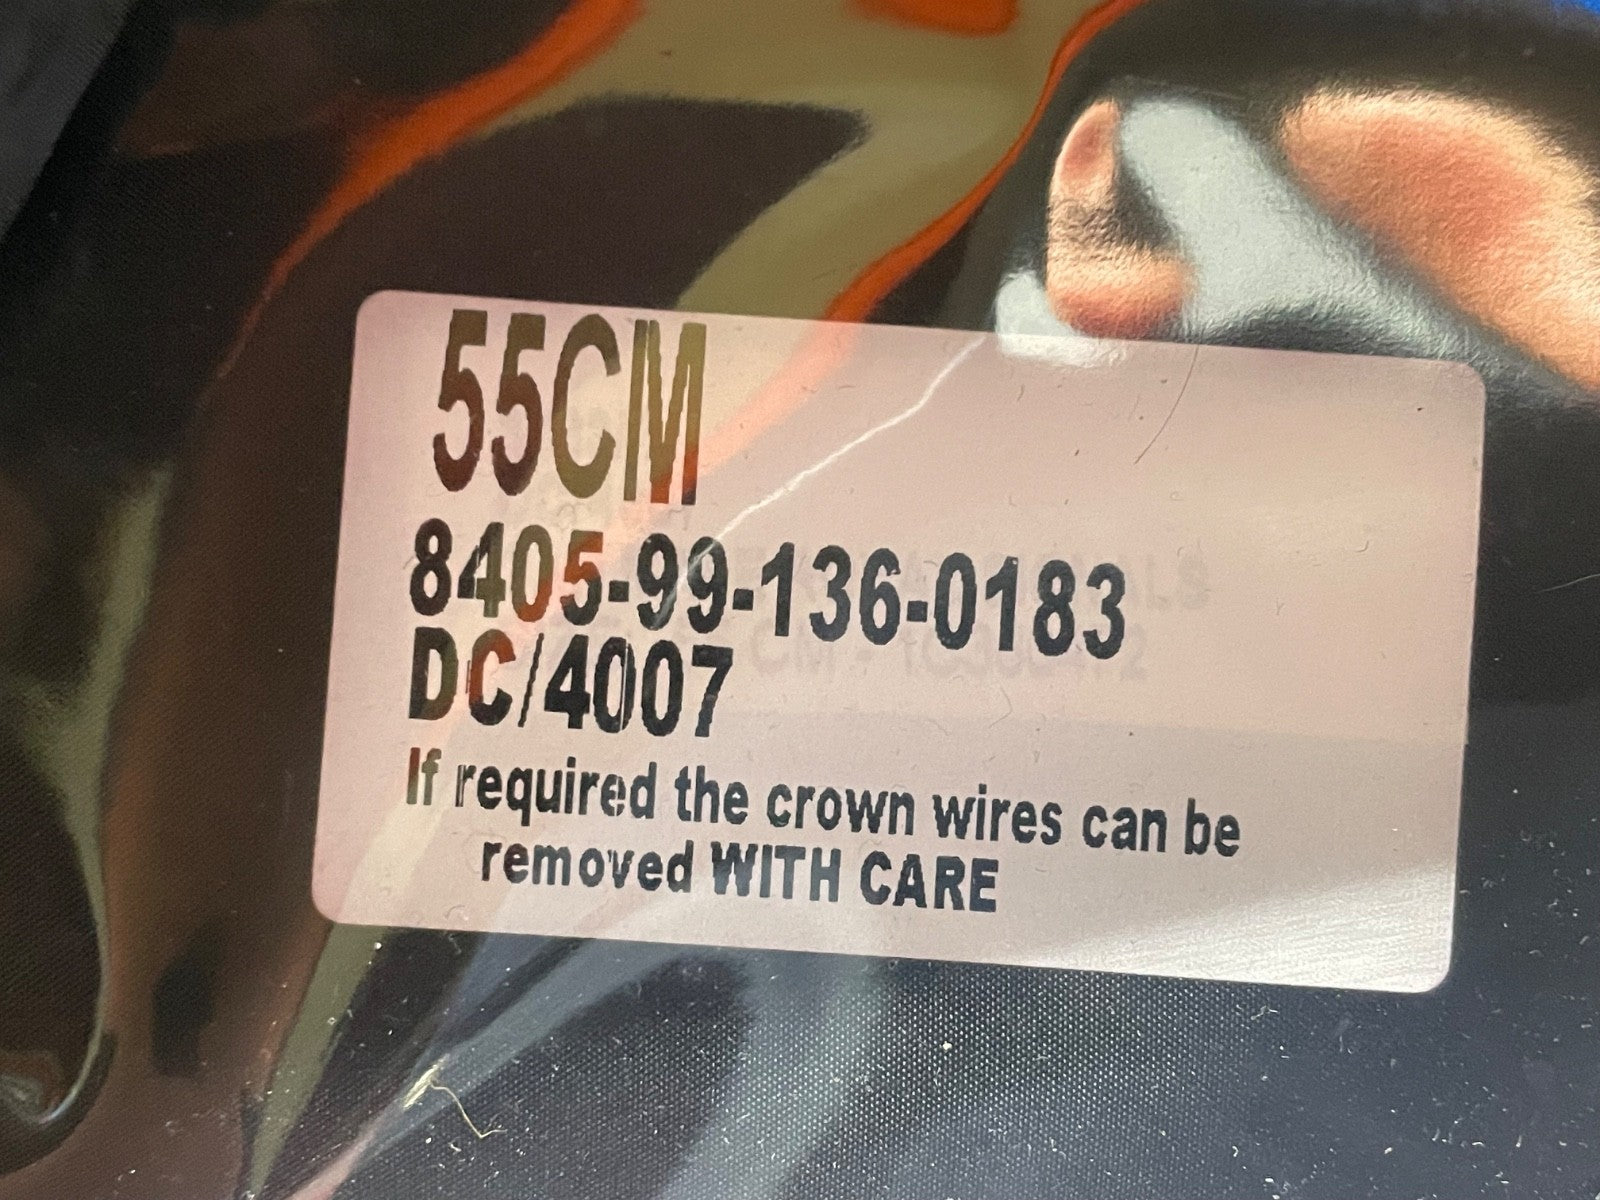 55CM
8405-99-136-0183
DC/4007
If required the crown wires can be
removed WITH CARE